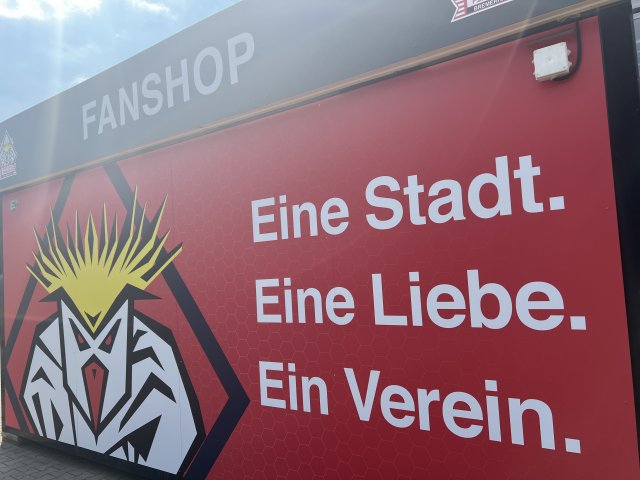 FANSHOP
Eine Stadt.
Eine Liebe.
Ein Verein.